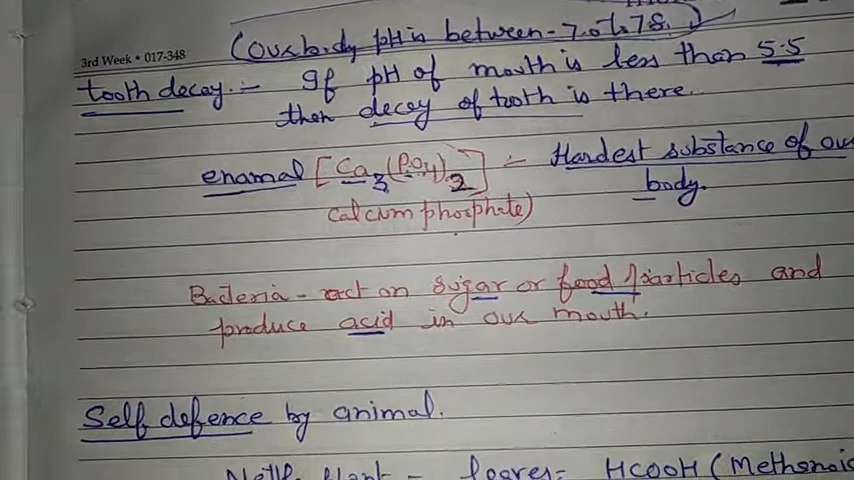 (Our body pH is between - 7.0 to 7.8.)
3rd Week • 017-348
tooth decay :- If pH of mouth is less than 5.5
then decay of tooth is there.
enamal [Ca3(PO4)2] :- Hardest substance of our
body.
calcium phosphate)
Bacteria - act on sugar or food particles and
produce acid in our mouth.
Self defence by animal.
Nettle plant - leaves = HCOOH (Methanoic